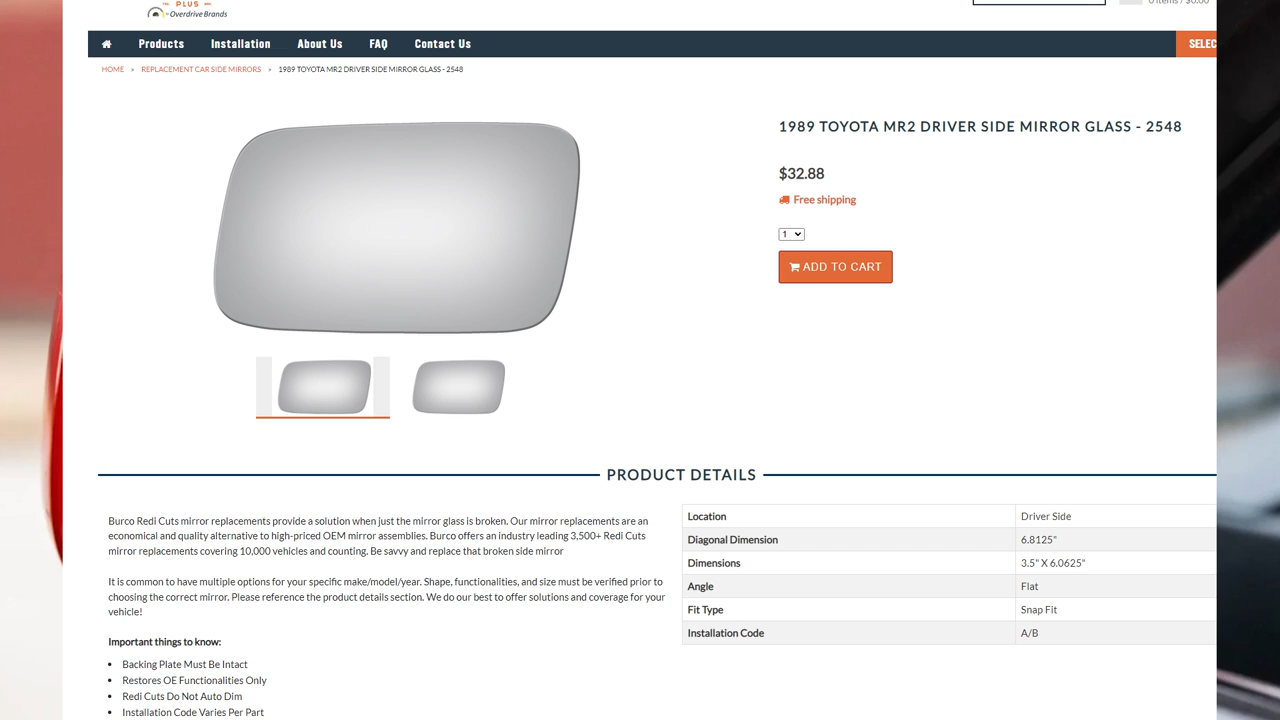 PLUS
Overdrive Brands
0 items / $0.00
Products Installation About Us FAQ Contact Us SELEC
HOME » REPLACEMENT CAR SIDE MIRRORS » 1989 TOYOTA MR2 DRIVER SIDE MIRROR GLASS - 2548
1989 TOYOTA MR2 DRIVER SIDE MIRROR GLASS - 2548
$32.88
Free shipping
1
ADD TO CART
PRODUCT DETAILS
Burco Redi Cuts mirror replacements provide a solution when just the mirror glass is broken. Our mirror replacements are an
economical and quality alternative to high-priced OEM mirror assemblies. Burco offers an industry leading 3,500+ Redi Cuts
mirror replacements covering 10,000 vehicles and counting. Be savvy and replace that broken side mirror
It is common to have multiple options for your specific make/model/year. Shape, functionalities, and size must be verified prior to
choosing the correct mirror. Please reference the product details section. We do our best to offer solutions and coverage for your
vehicle!
Important things to know:
• Backing Plate Must Be Intact
• Restores OE Functionalities Only
• Redi Cuts Do Not Auto Dim
• Installation Code Varies Per Part
Location Driver Side
Diagonal Dimension 6.8125"
Dimensions 3.5" X 6.0625"
Angle Flat
Fit Type Snap Fit
Installation Code A/B